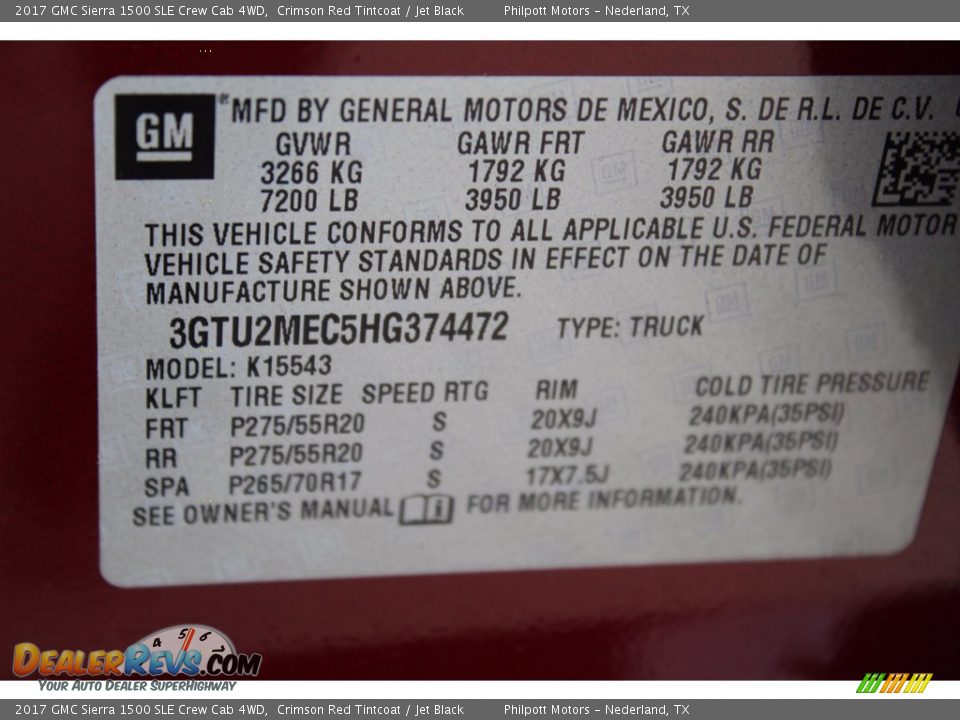 2017 GMC Sierra 1500 SLE Crew Cab 4WD, Crimson Red Tintcoat / Jet Black Philpott Motors – Nederland, TX
GM ® MFD BY GENERAL MOTORS DE MEXICO, S. DE R.L. DE C.V.
GVWR GAWR FRT GAWR RR
3266 KG 1792 KG 1792 KG
7200 LB 3950 LB 3950 LB
THIS VEHICLE CONFORMS TO ALL APPLICABLE U.S. FEDERAL MOTOR
VEHICLE SAFETY STANDARDS IN EFFECT ON THE DATE OF
MANUFACTURE SHOWN ABOVE.
3GTU2MEC5HG374472 TYPE: TRUCK
MODEL: K15543
KLFT TIRE SIZE SPEED RTG RIM COLD TIRE PRESSURE
FRT P275/55R20 S 20X9J 240KPA(35PSI)
RR P275/55R20 S 20X9J 240KPA(35PSI)
SPA P265/70R17 S 17X7.5J 240KPA(35PSI)
SEE OWNER'S MANUAL i FOR MORE INFORMATION.
4 5 6
DEALERREVS.COM
YOUR AUTO DEALER SUPERHIGHWAY
2017 GMC Sierra 1500 SLE Crew Cab 4WD, Crimson Red Tintcoat / Jet Black Philpott Motors – Nederland, TX